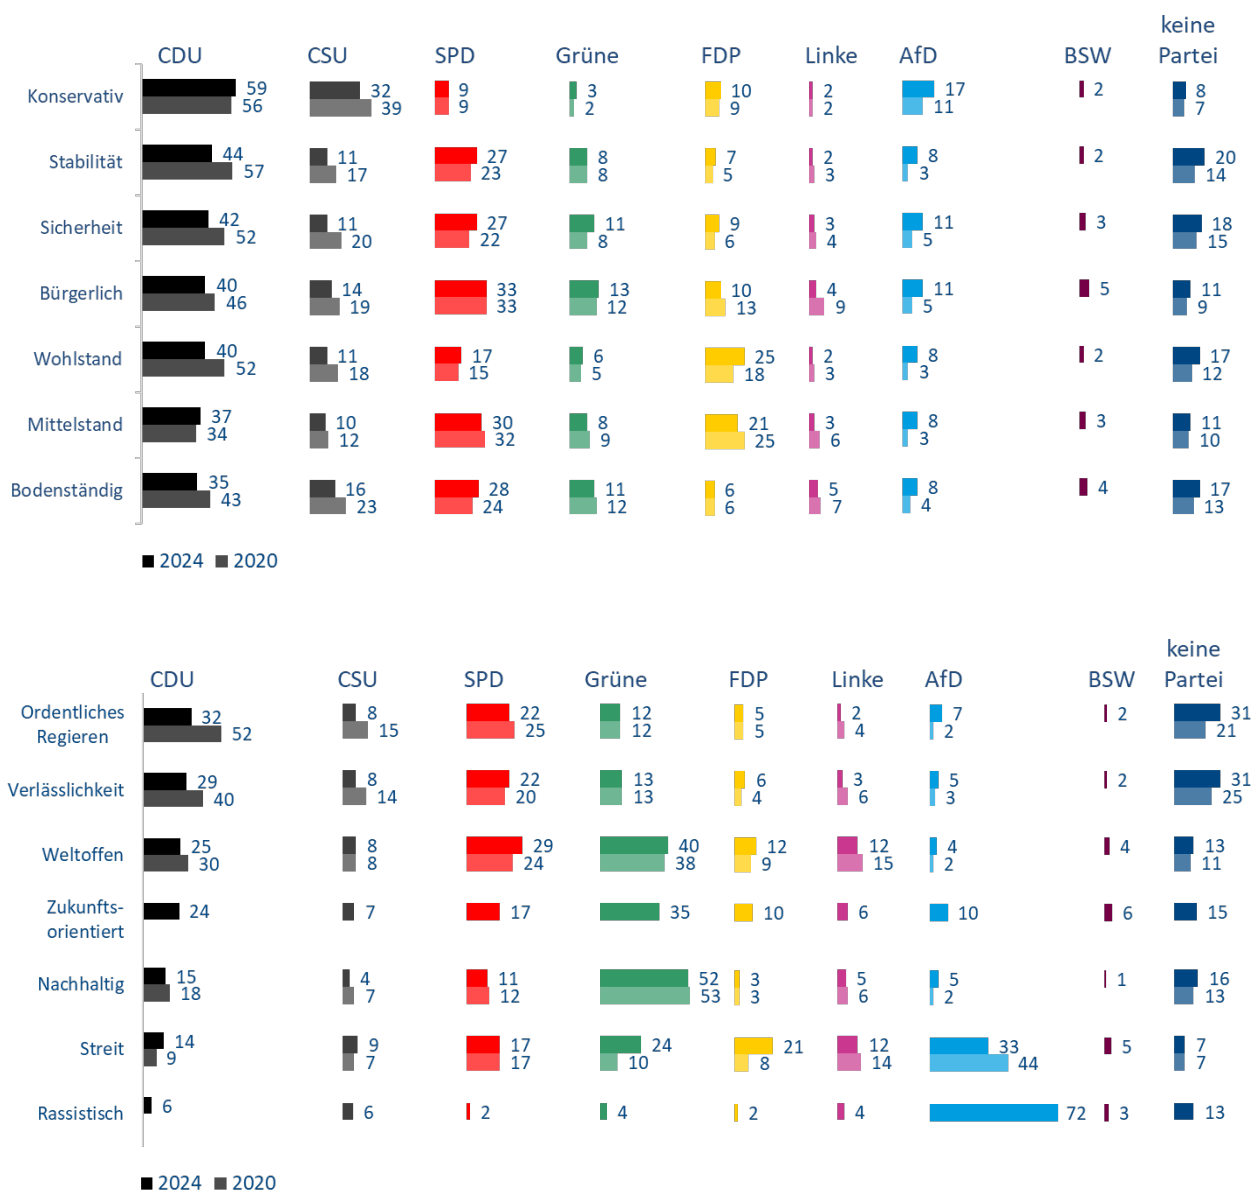 keine
CDU CSU SPD Grüne FDP Linke AfD BSW Partei
Konservativ 59 32 9 3 10 2 17 2 8
56 39 9 2 9 2 11 7
Stabilität 44 11 27 8 7 2 8 2 20
57 17 23 8 5 3 3 14
Sicherheit 42 11 27 11 9 3 11 3 18
52 20 22 8 6 4 5 15
Bürgerlich 40 14 33 13 10 4 11 5 11
46 19 33 12 13 9 5 9
Wohlstand 40 11 17 6 25 2 8 2 17
52 18 15 5 18 3 3 12
Mittelstand 37 10 30 8 21 3 8 3 11
34 12 32 9 25 6 3 10
Bodenständig 35 16 28 11 6 5 8 4 17
43 23 24 12 6 7 4 13
2024 2020
keine
CDU CSU SPD Grüne FDP Linke AfD BSW Partei
Ordentliches 32 8 22 12 5 2 7 2 31
Regieren 52 15 25 12 5 4 2 21
Verlässlichkeit 29 8 22 13 6 3 5 2 31
40 14 20 13 4 6 3 25
Weltoffen 25 8 29 40 12 12 4 4 13
30 8 24 38 9 15 2 11
Zukunfts- 24 7 17 35 10 6 10 6 15
orientiert
Nachhaltig 15 4 11 52 3 5 5 1 16
18 7 12 53 3 6 2 13
Streit 14 9 17 24 21 12 33 5 7
9 7 17 10 8 14 44 7
Rassistisch 6 6 2 4 2 4 72 3 13
2024 2020